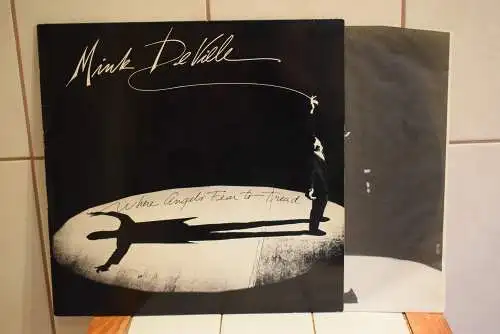 Mink DeVille
Where Angels Fear to Tread